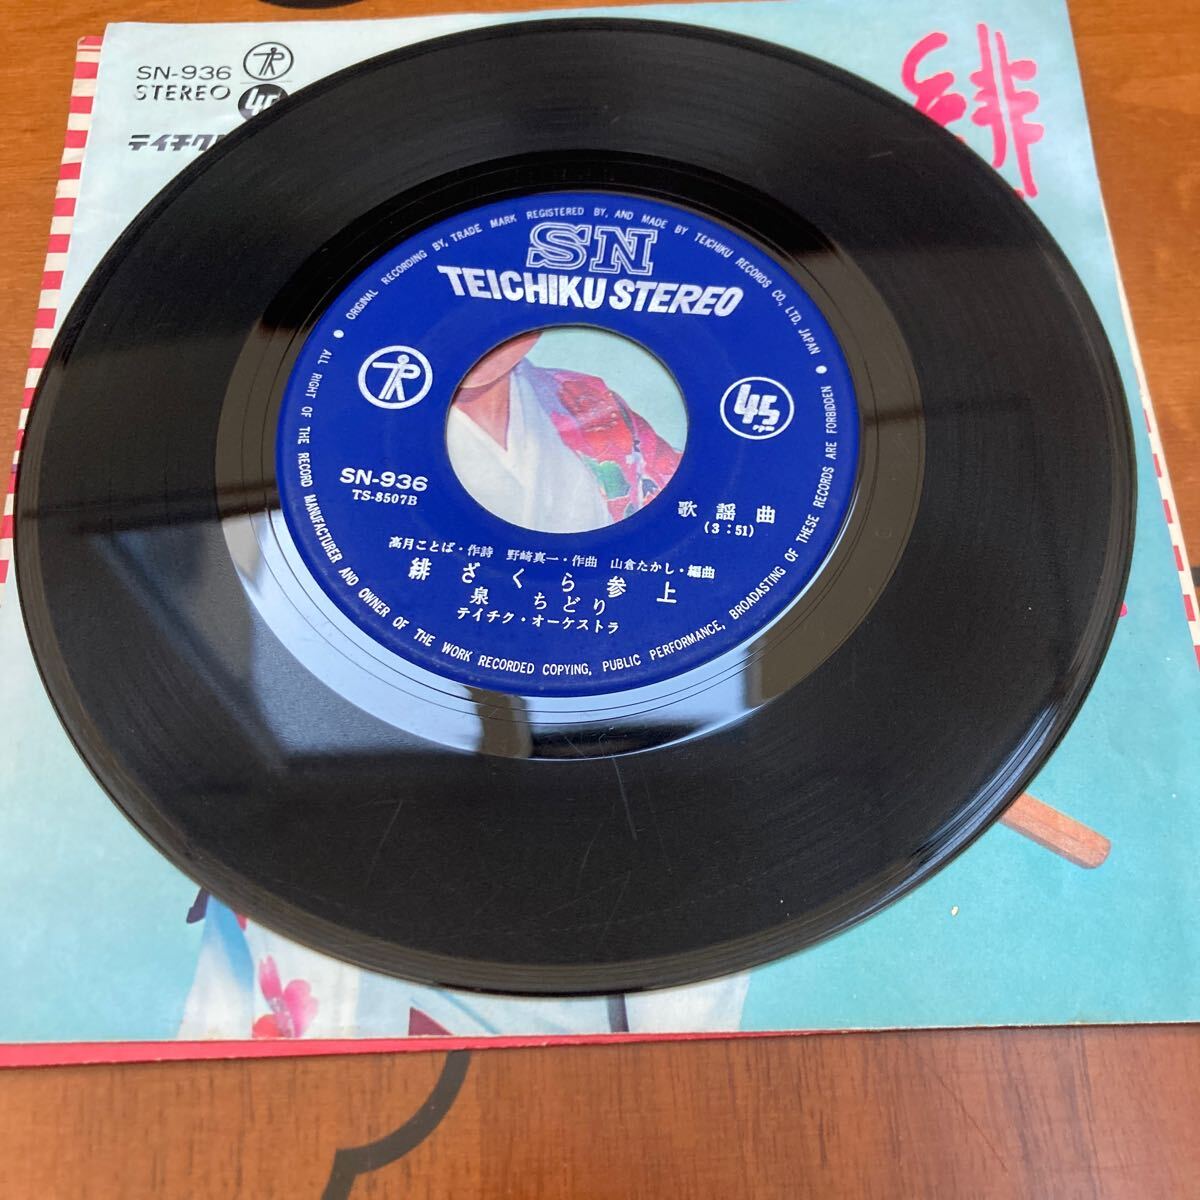 SN-936
STEREO
45
テイチク
緋
ORIGINAL RECORDING BY, TRADE MARK REGISTERED BY, AND MADE BY TEICHIKU RECORDS CO., LTD. JAPAN
SN
TEICHIKU STEREO
45
rpm
SN-936
TS-8507B
歌謡曲
(3:51)
高月ことば・作詩 野崎真一・作曲 山倉たかし・編曲
緋ざくら参上
泉 ちどり
テイチク・オーケストラ
ALL RIGHT OF THE RECORD MANUFACTURER AND OWNER OF THE WORK RECORDED COPYING, PUBLIC PERFORMANCE, BROADASTING OF THESE RECORDS ARE FORBIDDEN